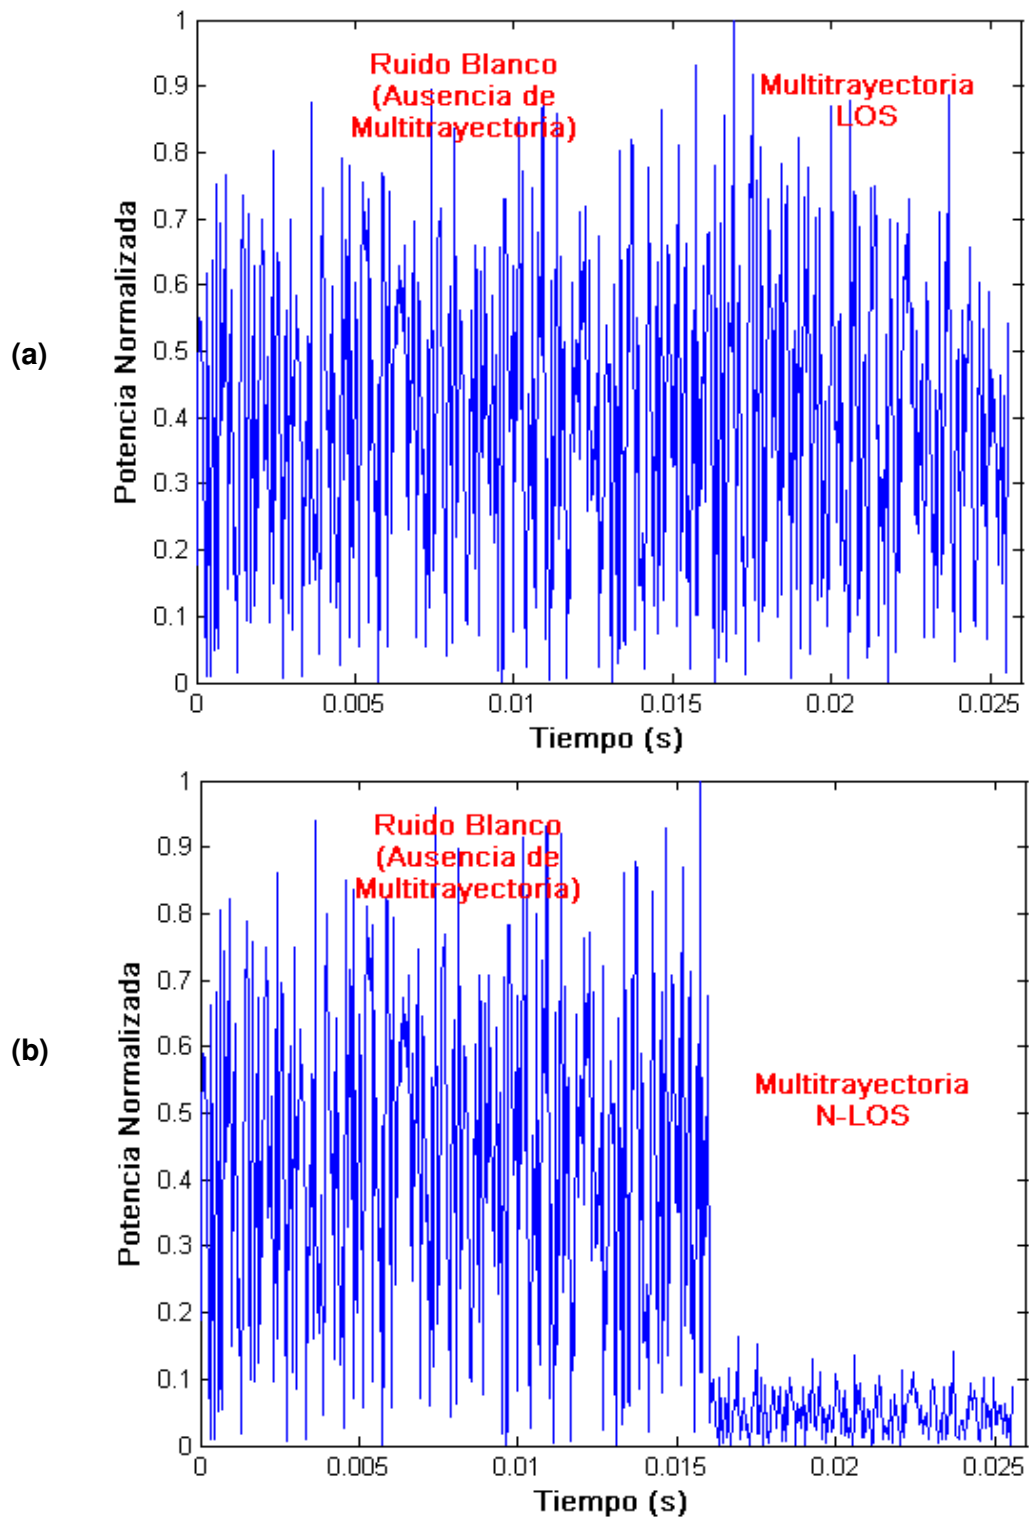 1
0.9
0.8
0.7
0.6
0.5
0.4
0.3
0.2
0.1
0
Potencia Normalizada
(a)
Ruido Blanco
(Ausencia de
Multitrayectoria)
Multitrayectoria
LOS
0
0.005
0.01
0.015
0.02
0.025
Tiempo (s)
1
0.9
0.8
0.7
0.6
0.5
0.4
0.3
0.2
0.1
0
Potencia Normalizada
(b)
Ruido Blanco
(Ausencia de
Multitrayectoria)
Multitrayectoria
N-LOS
0
0.005
0.01
0.015
0.02
0.025
Tiempo (s)